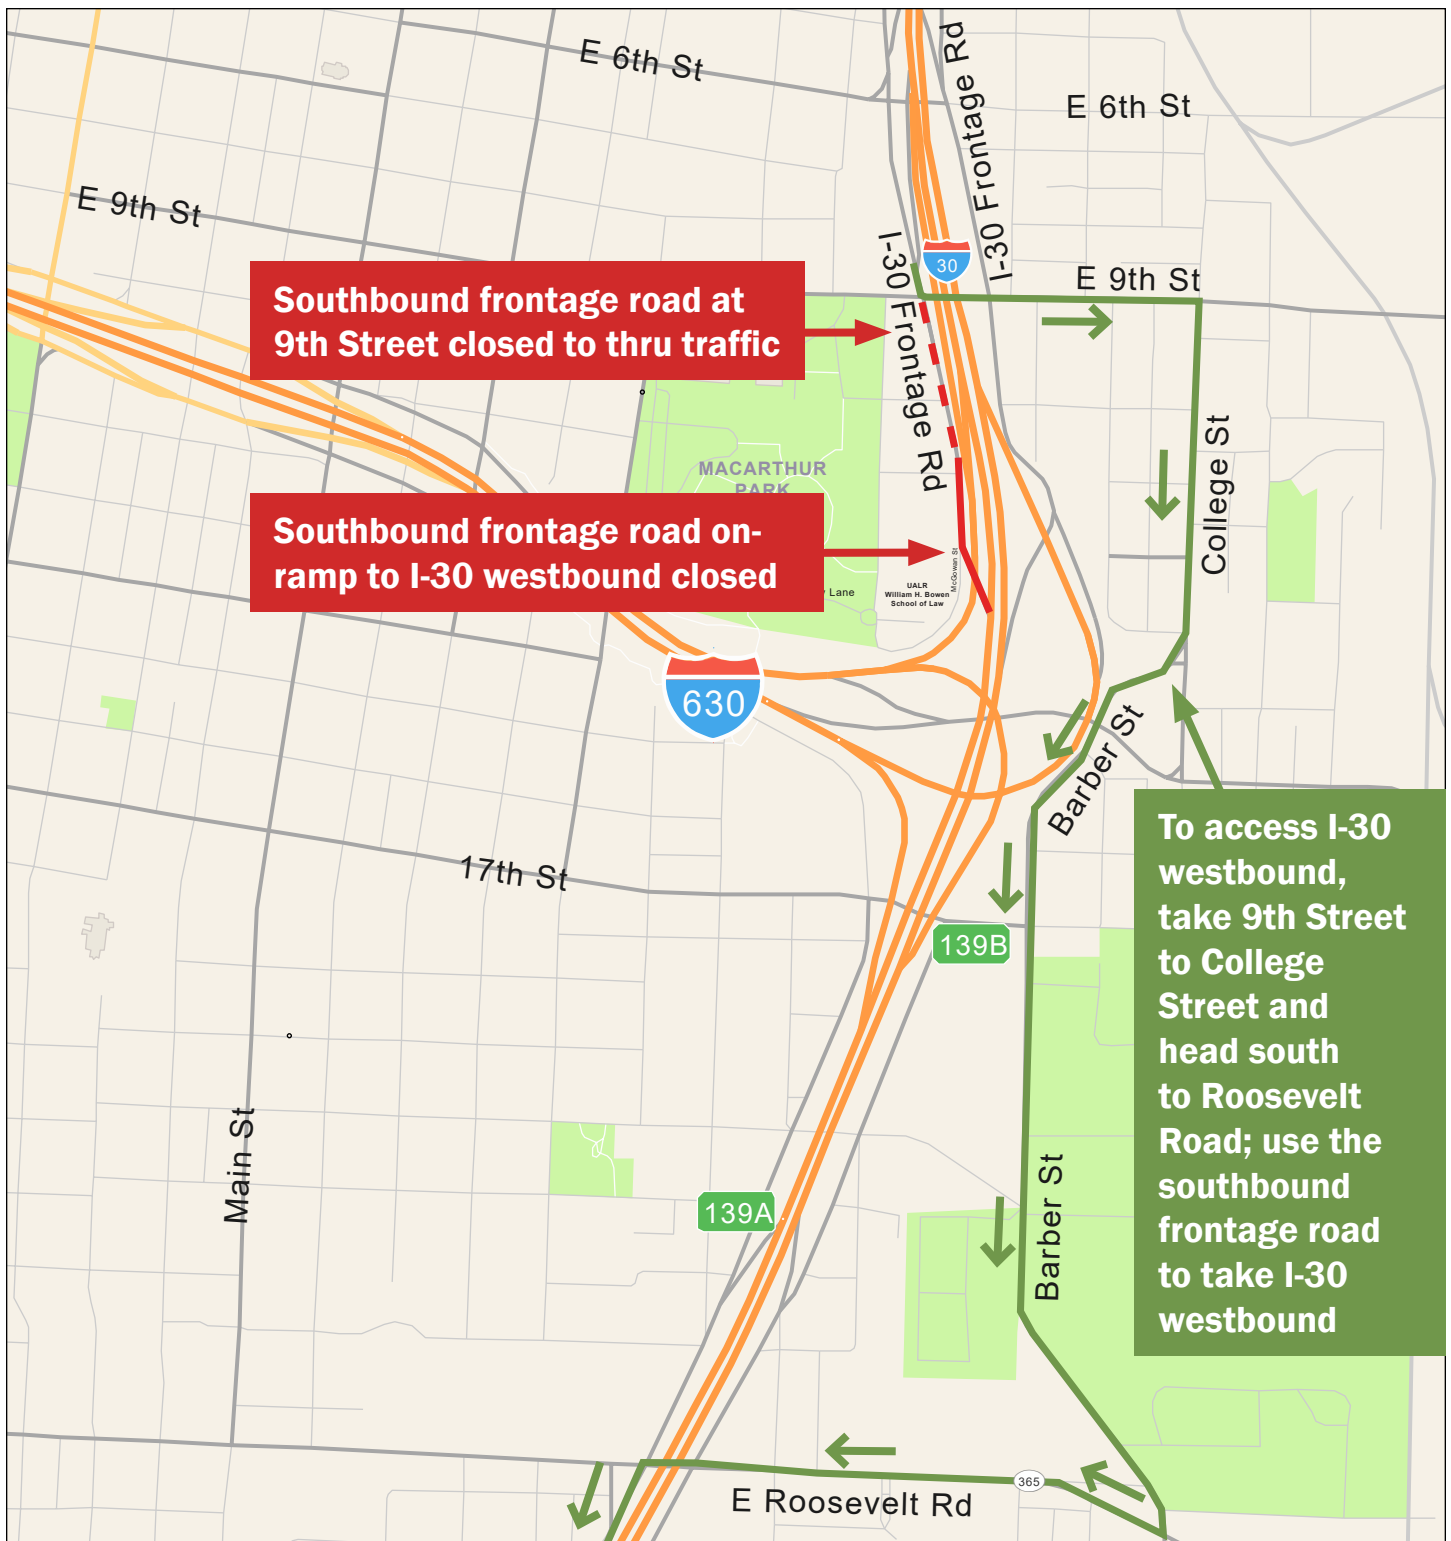 E 6th St
I-30 Frontage Rd
E 6th St
E 9th St
I-30 Frontage Rd
30
E 9th St
Southbound frontage road at
9th Street closed to thru traffic
College St
MACARTHUR
PARK
Southbound frontage road on-
ramp to I-30 westbound closed
McGowan St
UALR
William H. Bowen
School of Law
Lane
630
Barber St
To access I-30
westbound,
take 9th Street
to College
Street and
head south
to Roosevelt
Road; use the
southbound
frontage road
to take I-30
westbound
17th St
139B
Main St
139A
Barber St
365
E Roosevelt Rd